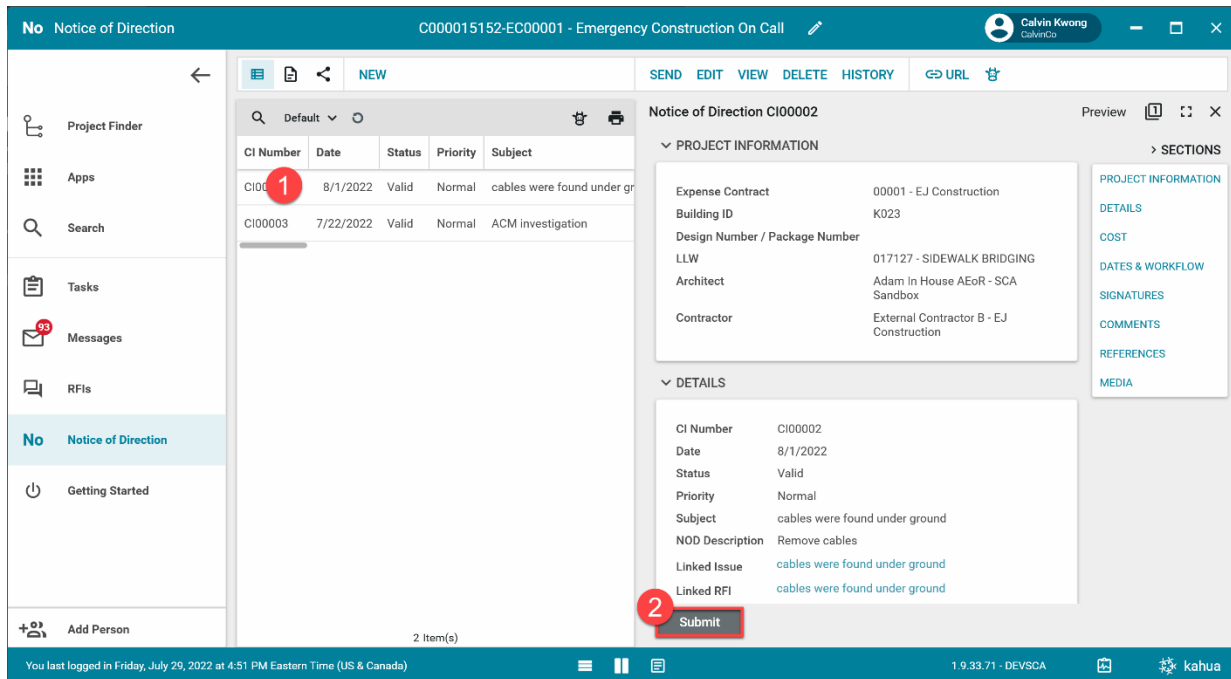 No Notice of Direction
C000015152-EC00001 - Emergency Construction On Call
Calvin Kwong
CalvinCo
Project Finder
Apps
Search
Tasks
93
Messages
RFIs
No Notice of Direction
Getting Started
Add Person
NEW
Default
CI Number Date Status Priority Subject
CI00 1 8/1/2022 Valid Normal cables were found under gr
CI00003 7/22/2022 Valid Normal ACM investigation
2 Item(s)
SEND EDIT VIEW DELETE HISTORY URL
Notice of Direction CI00002
Preview 1
PROJECT INFORMATION
Expense Contract 00001 - EJ Construction
Building ID K023
Design Number / Package Number
LLW 017127 - SIDEWALK BRIDGING
Architect Adam In House AEoR - SCA
Sandbox
Contractor External Contractor B - EJ
Construction
DETAILS
CI Number CI00002
Date 8/1/2022
Status Valid
Priority Normal
Subject cables were found under ground
NOD Description Remove cables
Linked Issue cables were found under ground
Linked RFI cables were found under ground
2
Submit
> SECTIONS
PROJECT INFORMATION
DETAILS
COST
DATES & WORKFLOW
SIGNATURES
COMMENTS
REFERENCES
MEDIA
You last logged in Friday, July 29, 2022 at 4:51 PM Eastern Time (US & Canada)
1.9.33.71 - DEVSCA
kahua